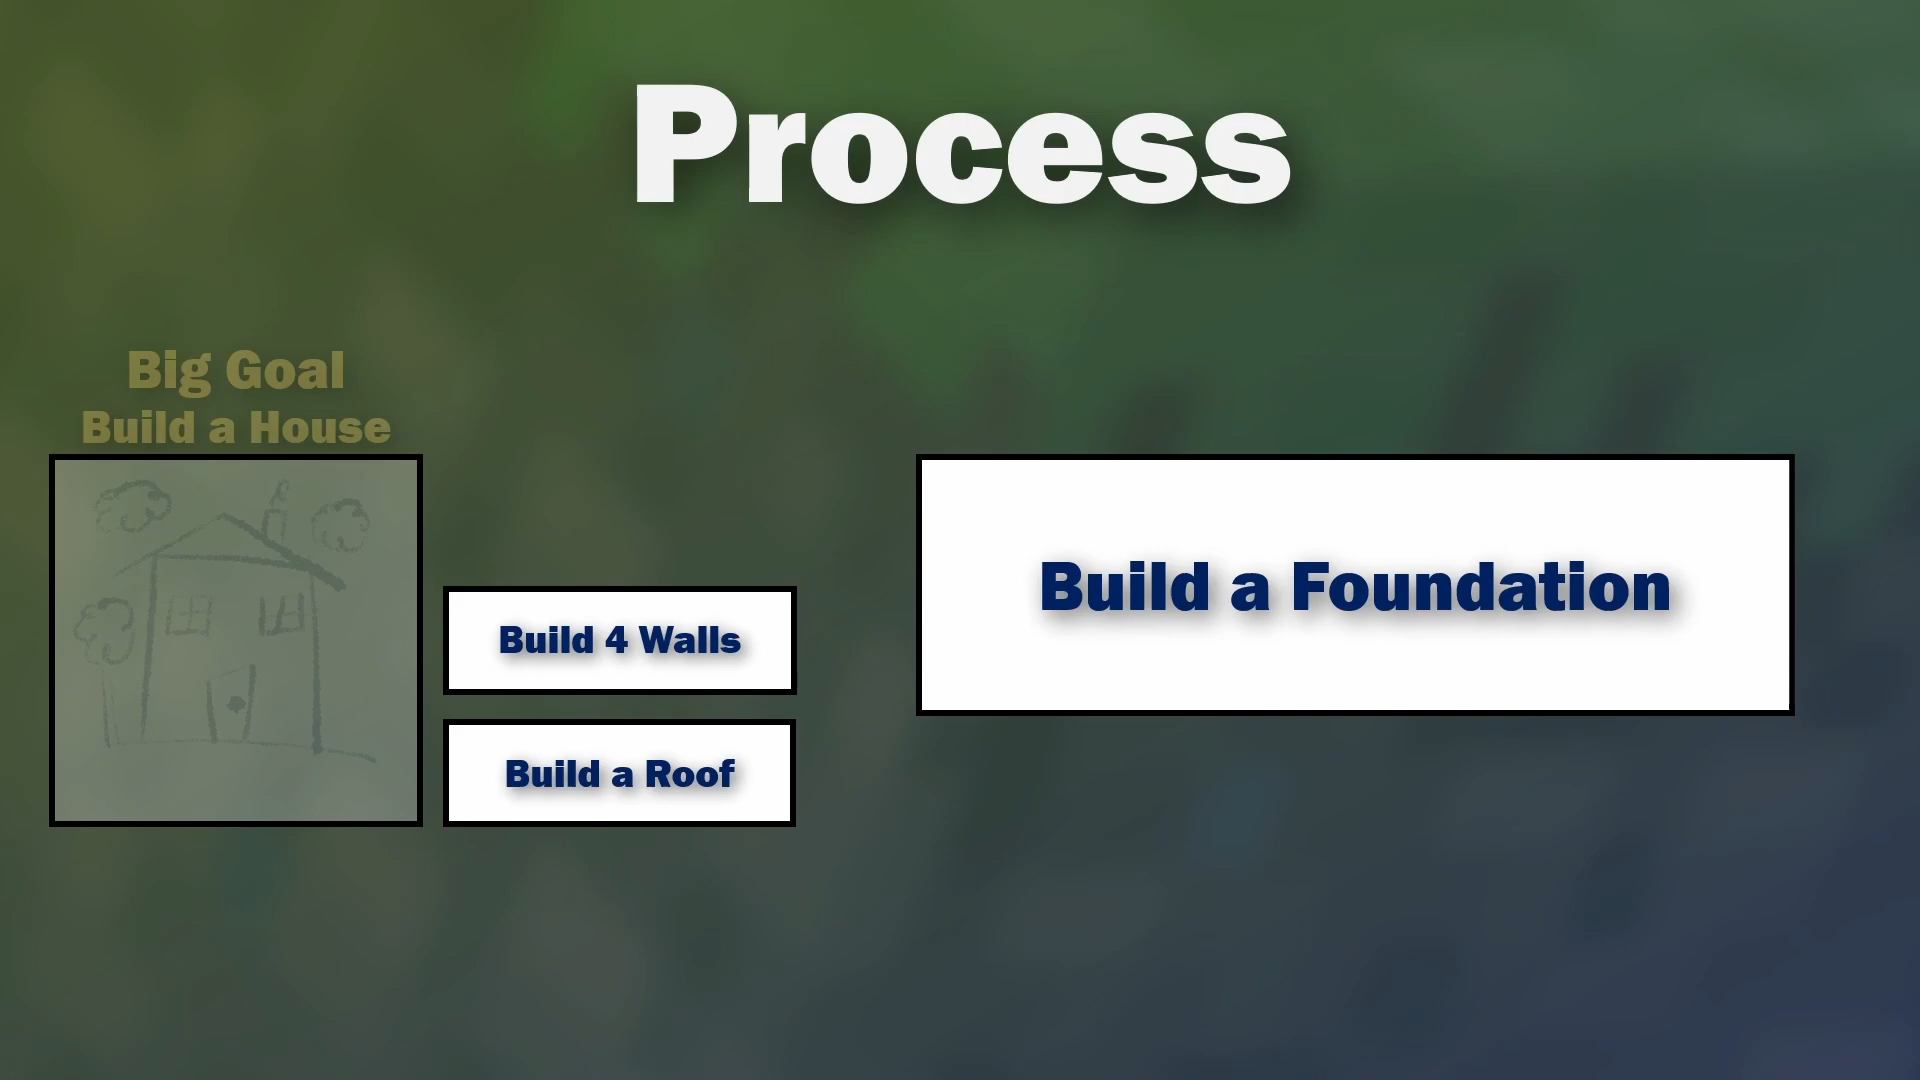 Process
Big Goal
Build a House
Build 4 Walls
Build a Roof
Build a Foundation